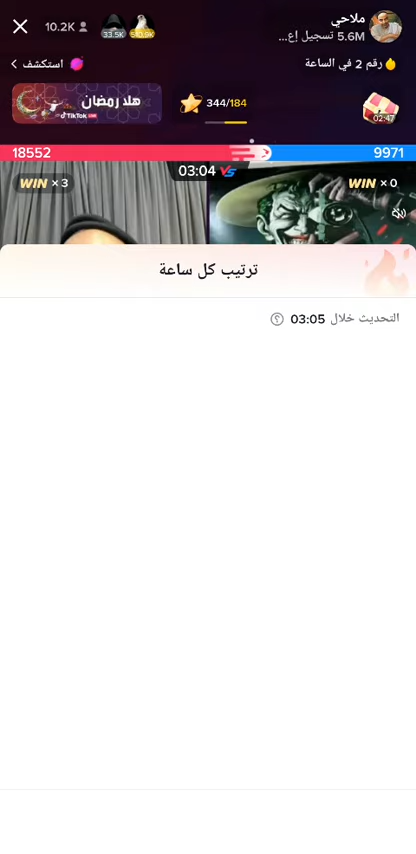 ملاحي
5.6M تسجيل إع...
10.2K
33.5K
510.9K
رقم 2 في الساعة
استكشف
هلا رمضان
TikTok LIVE
344/184
02:47
18552
9971
WIN × 3
03:04 VS
WIN × 0
ترتيب كل ساعة
التحديث خلال 03:05